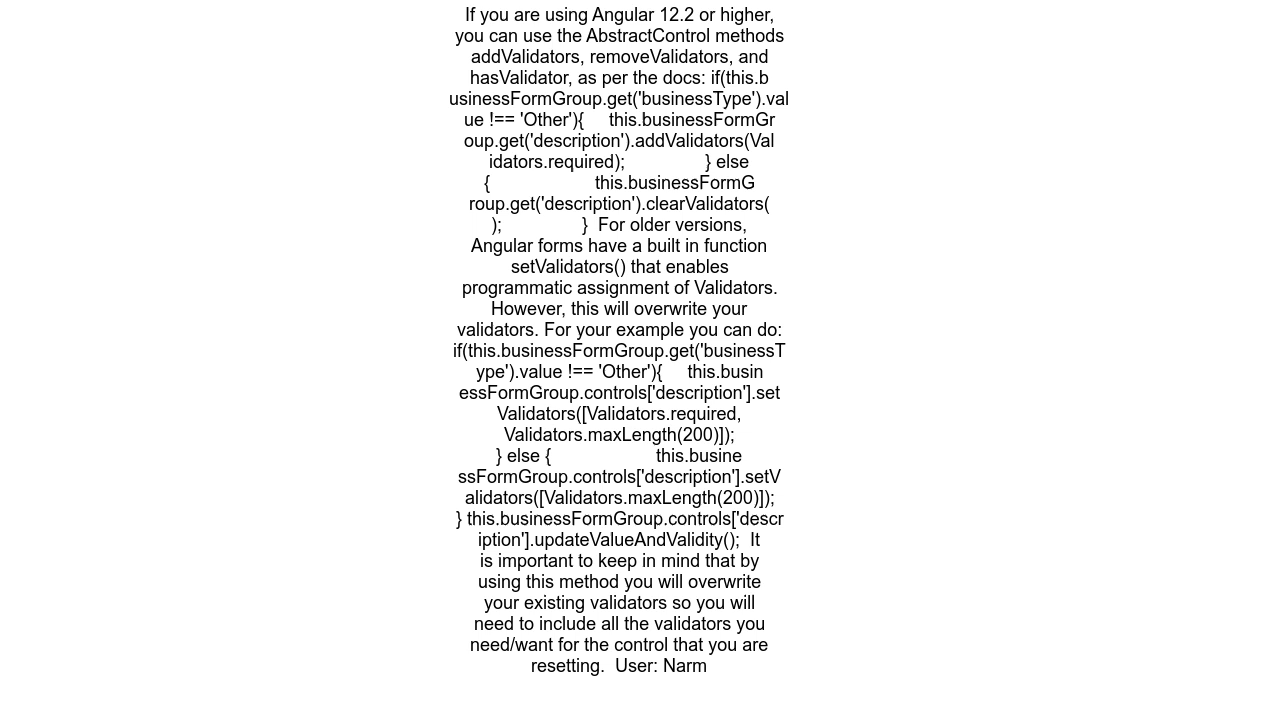 If you are using Angular 12.2 or higher,
you can use the AbstractControl methods
addValidators, removeValidators, and
hasValidator, as per the docs: if(this.b
usinessFormGroup.get('businessType').val
ue !== 'Other'){     this.businessFormGr
oup.get('description').addValidators(Val
idators.required);                } else
{                     this.businessFormG
roup.get('description').clearValidators(
);                }  For older versions,
Angular forms have a built in function
setValidators() that enables
programmatic assignment of Validators.
However, this will overwrite your
validators. For your example you can do:
if(this.businessFormGroup.get('businessT
ype').value !== 'Other'){     this.busin
essFormGroup.controls['description'].set
Validators([Validators.required,
Validators.maxLength(200)]);
} else {                     this.busine
ssFormGroup.controls['description'].setV
alidators([Validators.maxLength(200)]);
} this.businessFormGroup.controls['descr
iption'].updateValueAndValidity();  It
is important to keep in mind that by
using this method you will overwrite
your existing validators so you will
need to include all the validators you
need/want for the control that you are
resetting.  User: Narm